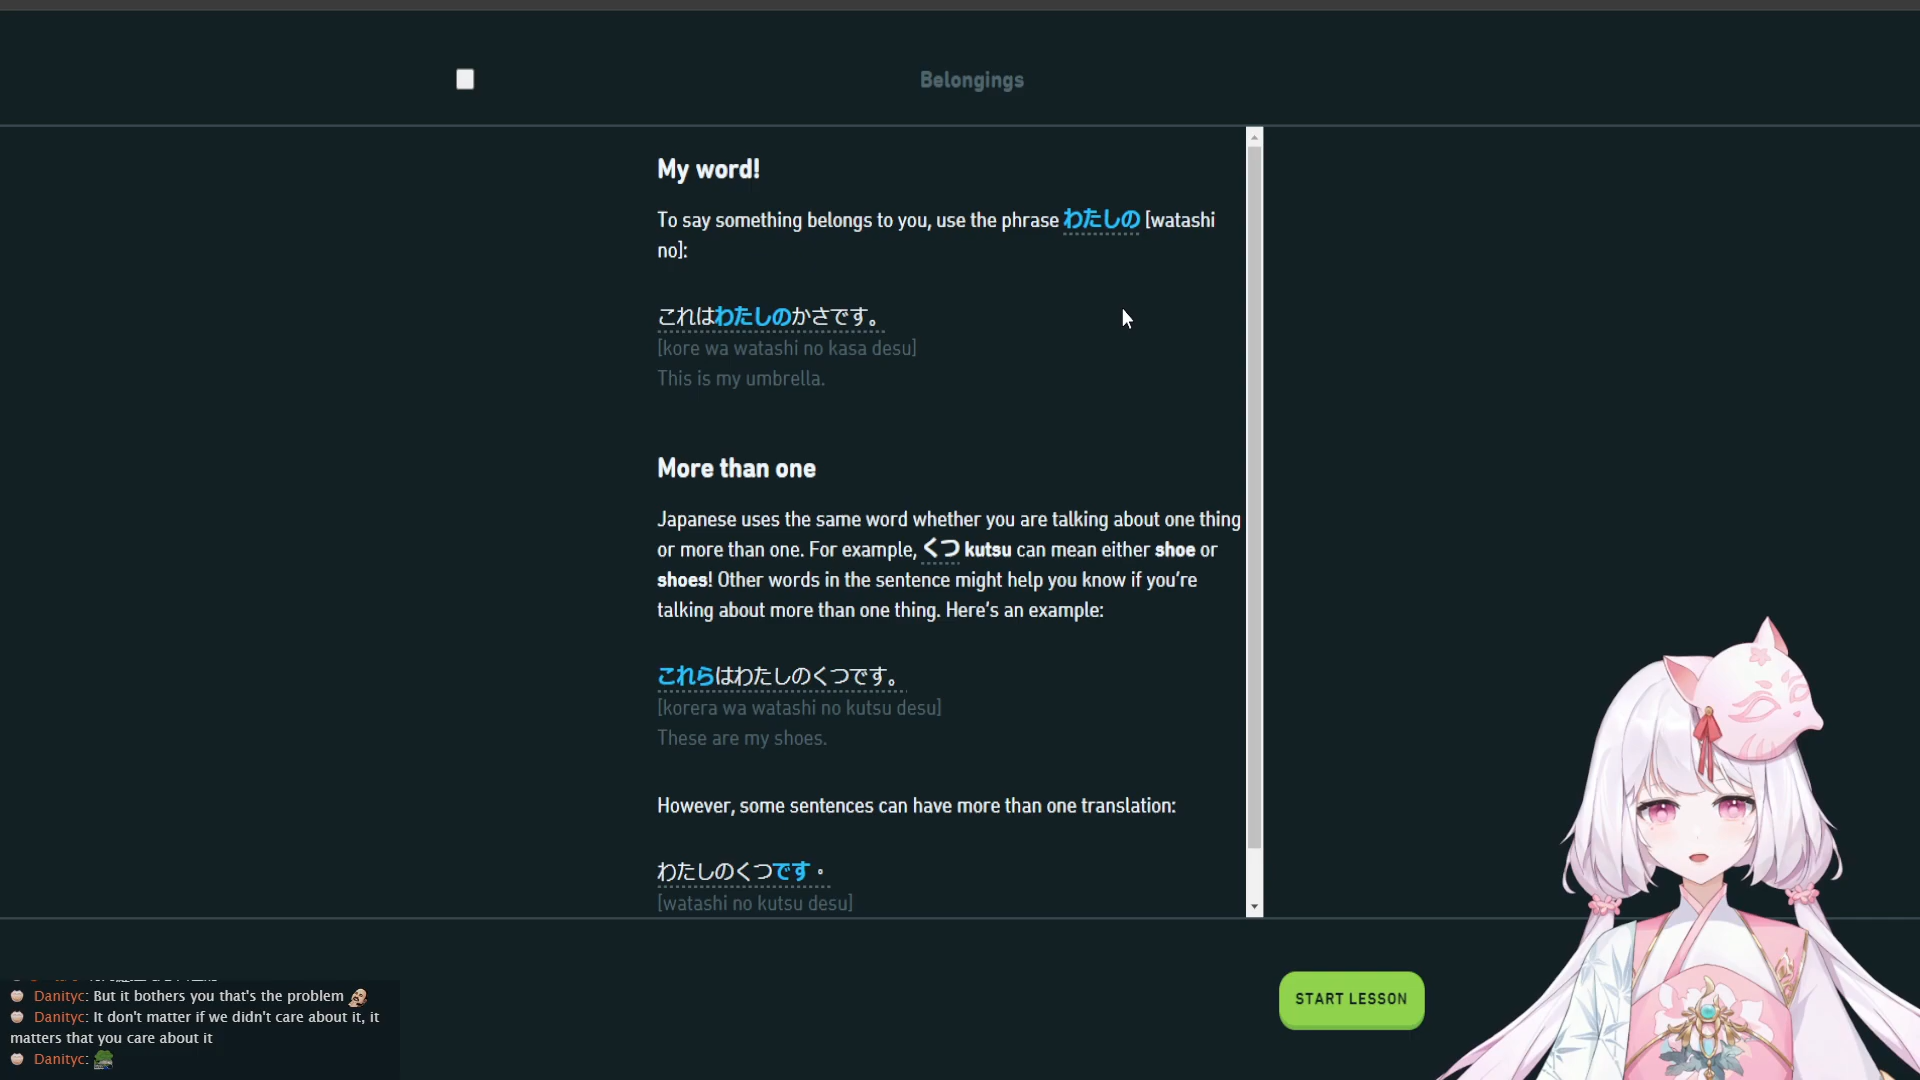 Belongings
My word!
To say something belongs to you, use the phrase わたしの [watashi
no]:
これはわたしのかさです。
[kore wa watashi no kasa desu]
This is my umbrella.
More than one
Japanese uses the same word whether you are talking about one thing
or more than one. For example, くつ kutsu can mean either shoe or
shoes! Other words in the sentence might help you know if you're
talking about more than one thing. Here's an example:
これらはわたしのくつです。
[korera wa watashi no kutsu desu]
These are my shoes.
However, some sentences can have more than one translation:
わたしのくつです。
[watashi no kutsu desu]
START LESSON
Danityc: But it bothers you that's the problem
Danityc: It don't matter if we didn't care about it, it
matters that you care about it
Danityc: